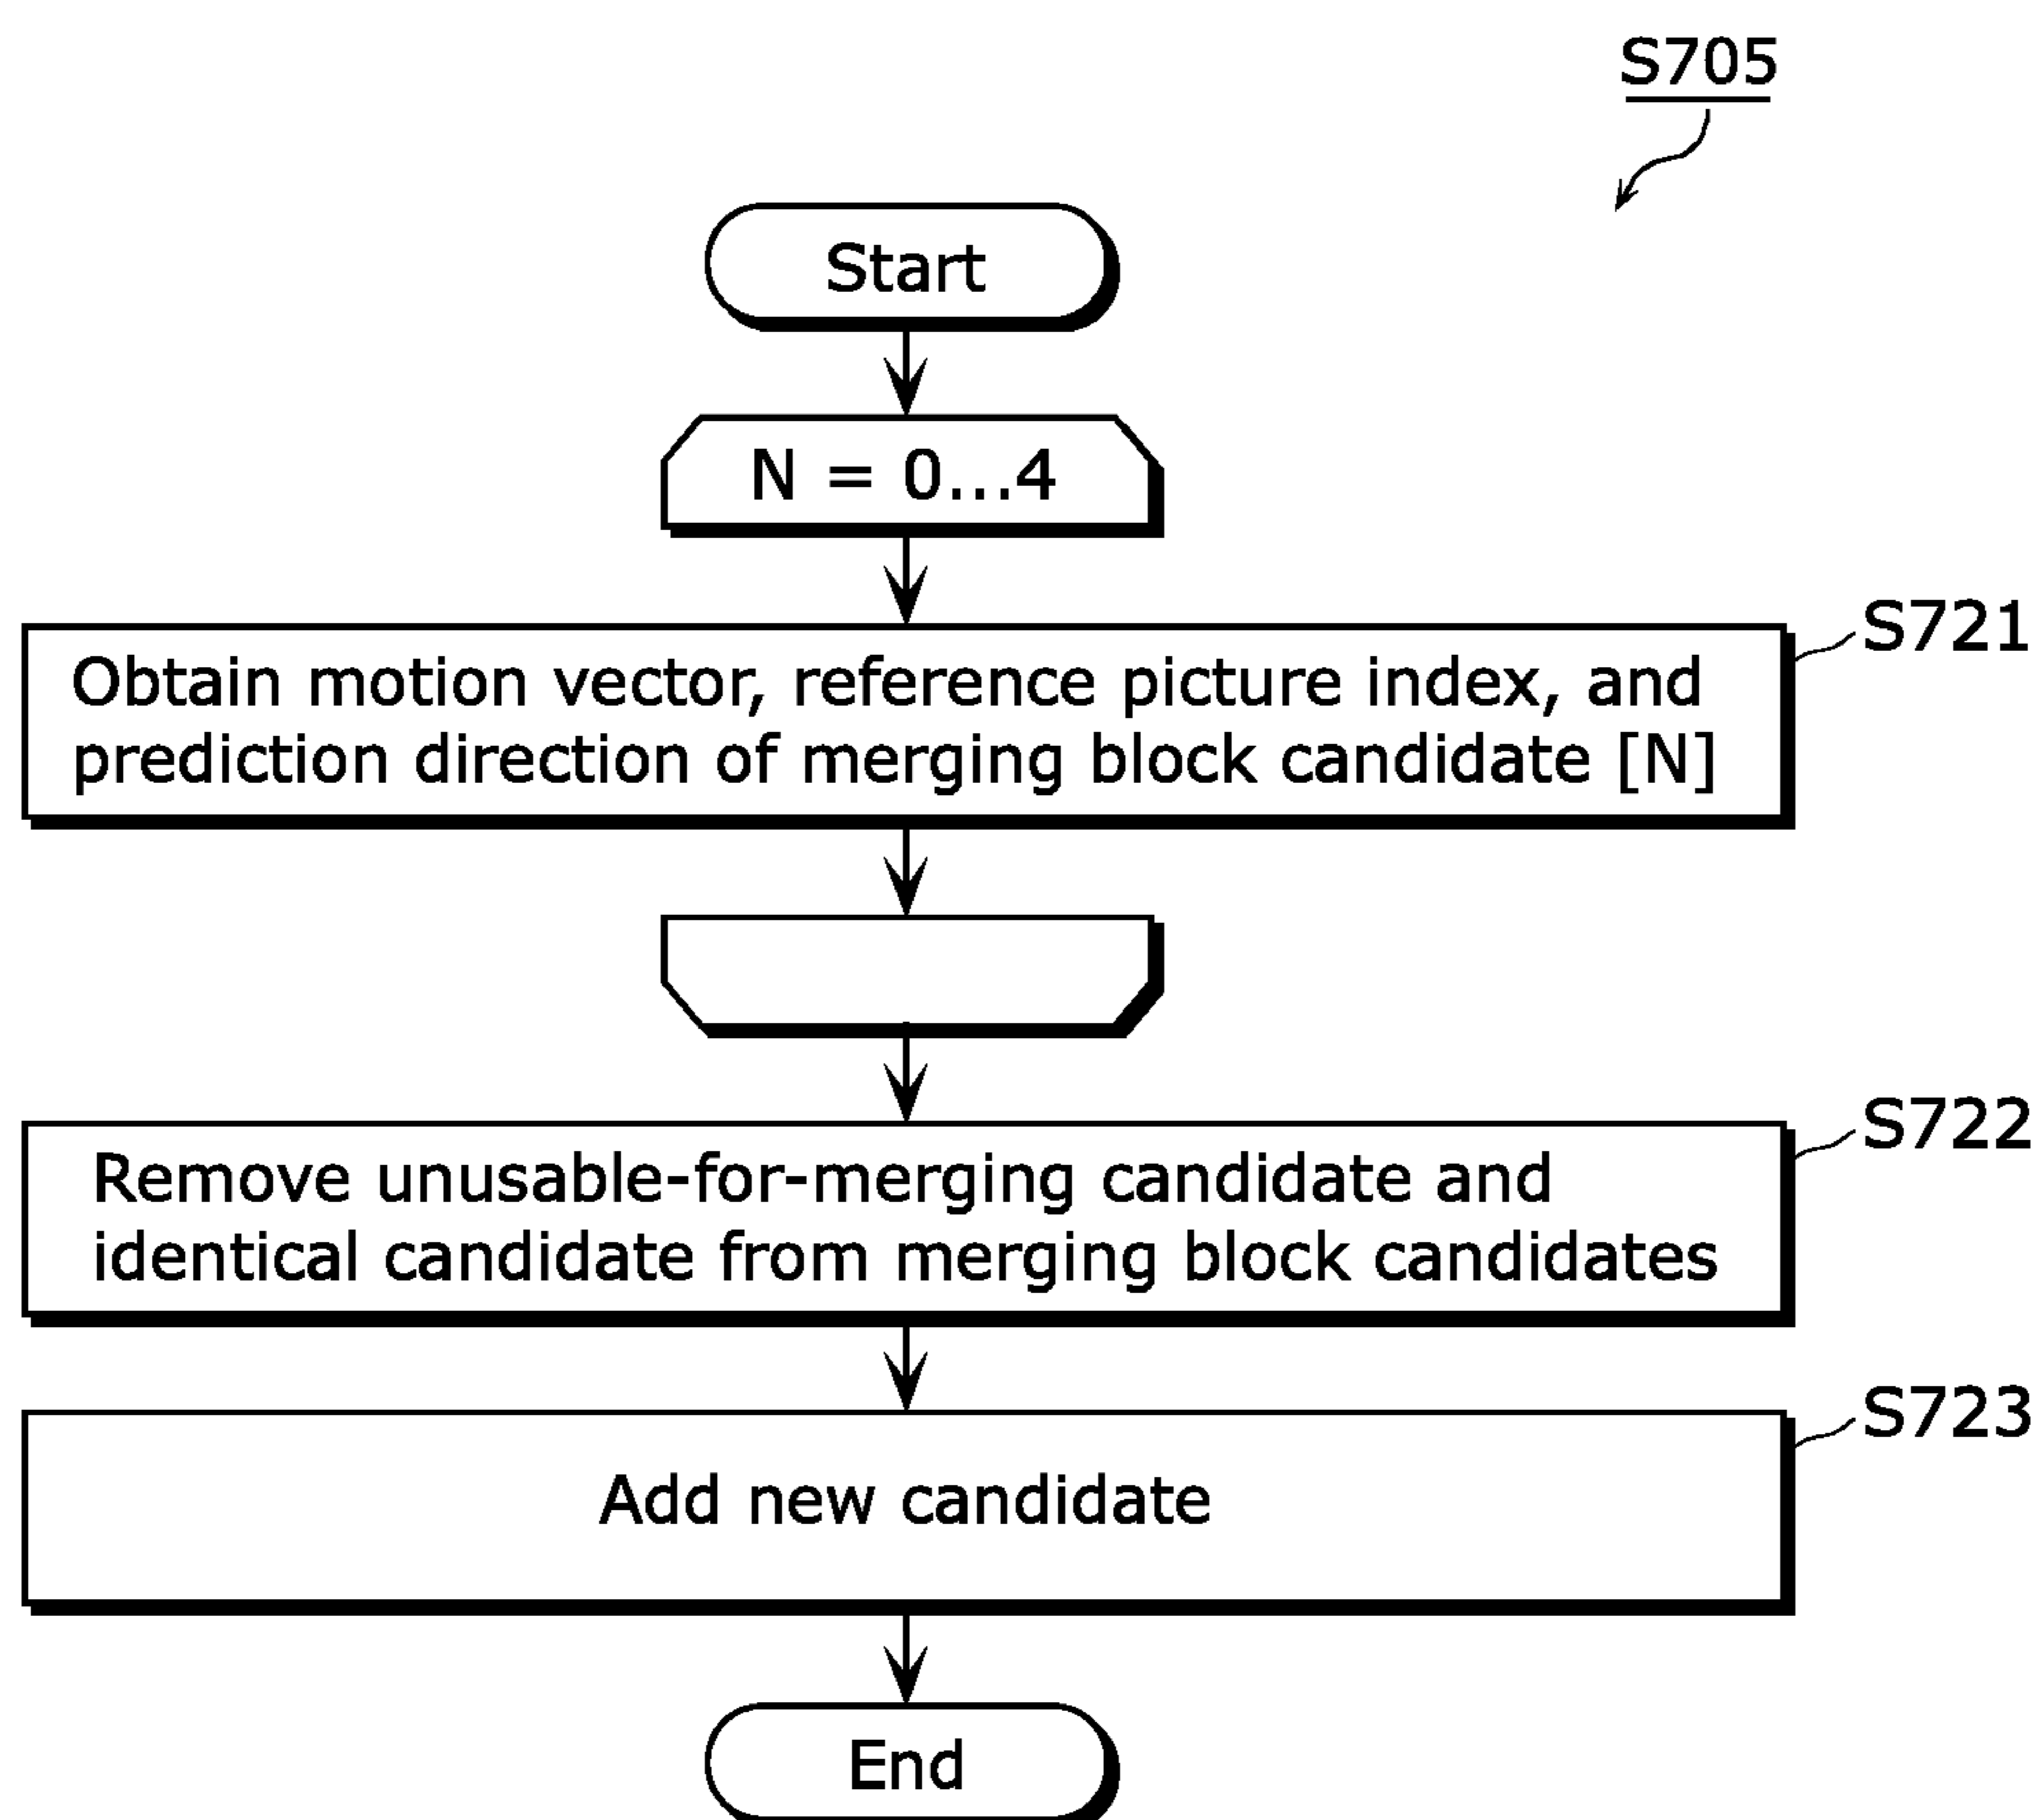 S705
Start
N = 0...4
S721
Obtain motion vector, reference picture index, and
prediction direction of merging block candidate [N]
S722
Remove unusable-for-merging candidate and
identical candidate from merging block candidates
S723
Add new candidate
End